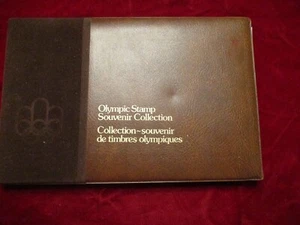 Olympic Stamp
Souvenir Collection
Collection-souvenir
de timbres olympiques